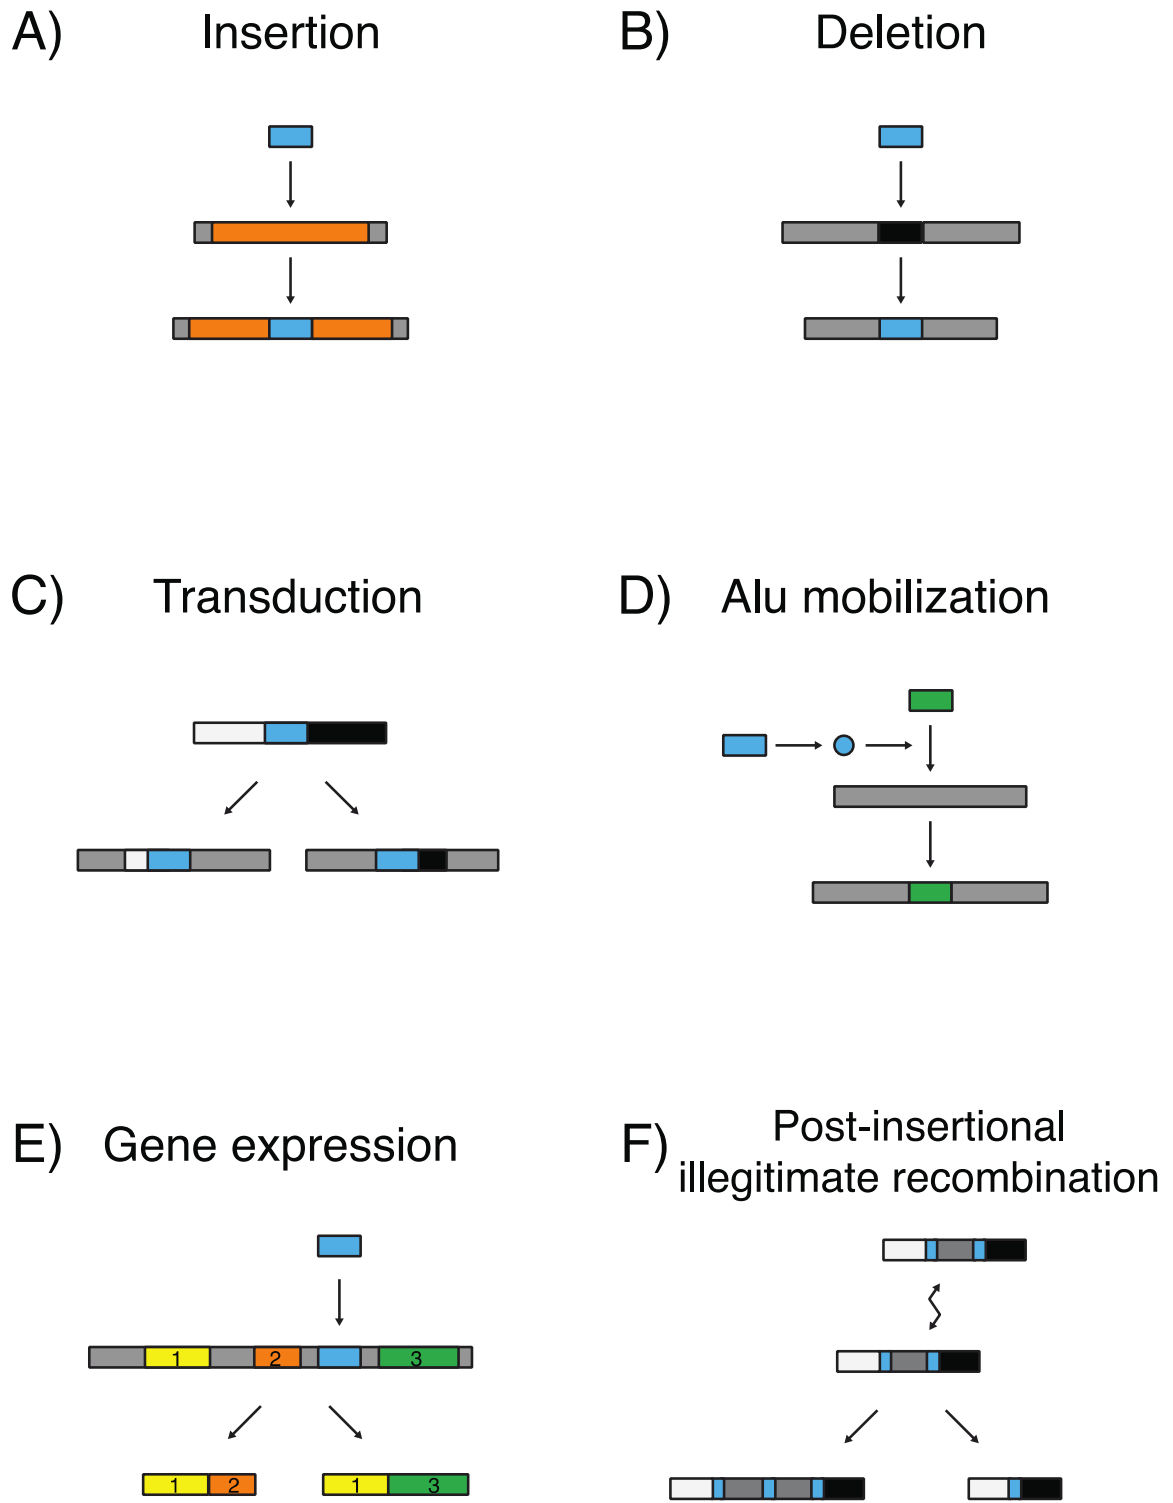 A) Insertion
B) Deletion
C) Transduction
D) Alu mobilization
E) Gene expression
1 2 3
1 2
1 3
F) Post-insertional
illegitimate recombination